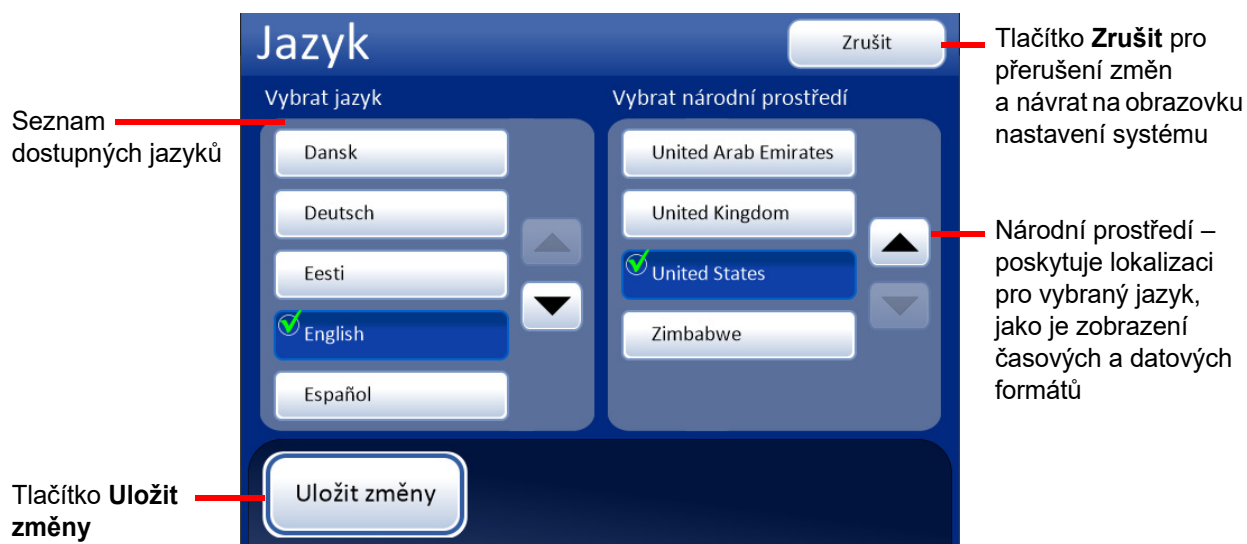 Jazyk
Zrušit
Vybrat jazyk
Vybrat národní prostředí
Dansk
Deutsch
Eesti
English
Español
United Arab Emirates
United Kingdom
United States
Zimbabwe
Uložit změny
Seznam
dostupných jazyků
Tlačítko Uložit
změny
Tlačítko Zrušit pro
přerušení změn
a návrat na obrazovku
nastavení systému
Národní prostředí –
poskytuje lokalizaci
pro vybraný jazyk,
jako je zobrazení
časových a datových
formátů